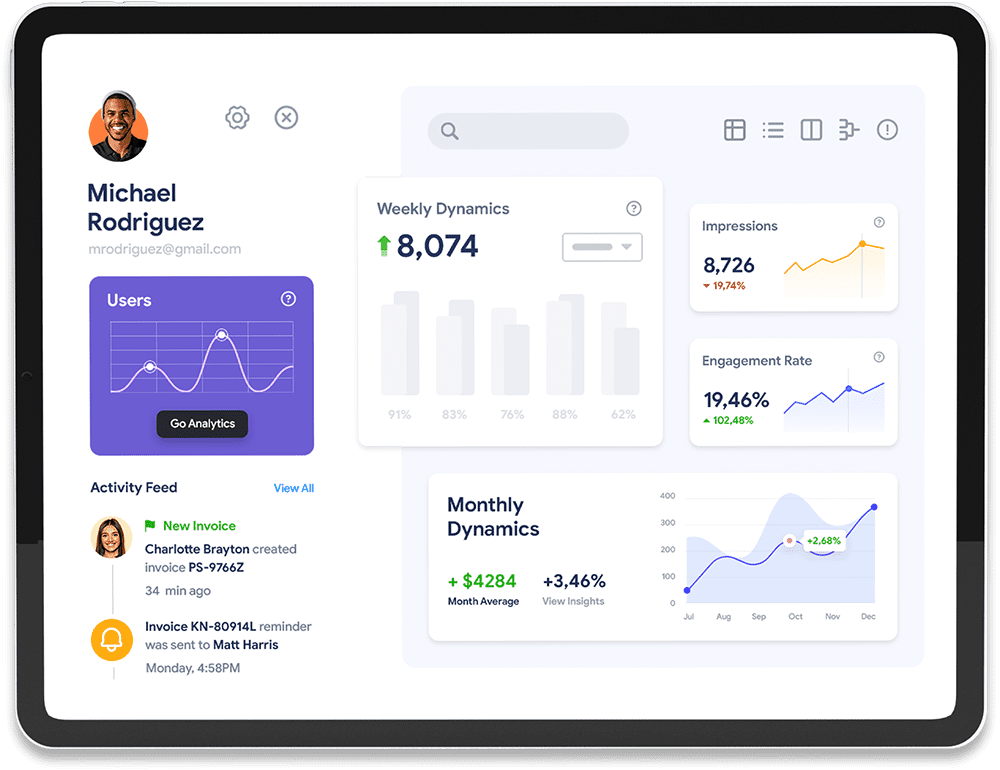 Michael
Rodriguez
mrodriguez@gmail.com
Users
Go Analytics
Activity Feed
View All
New Invoice
Charlotte Brayton created
invoice PS-9766Z
34 min ago
Invoice KN-80914L reminder
was sent to Matt Harris
Monday, 4:58PM
Weekly Dynamics
8,074
91%
83%
76%
88%
62%
Impressions
8,726
19,74%
Engagement Rate
19,46%
102,48%
Monthly
Dynamics
+ $4284
Month Average
+3,46%
View Insights
400
300
200
100
0
+2,68%
Jul
Aug
Sep
Oct
Nov
Dec